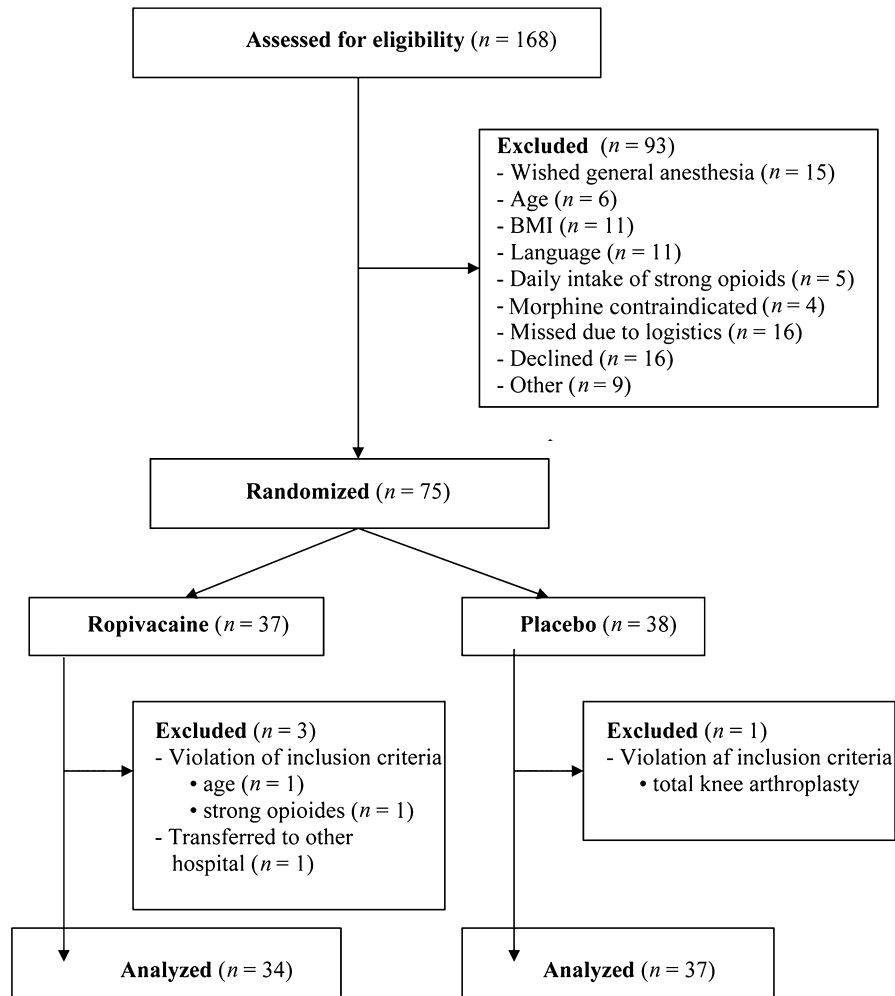 Assessed for eligibility (n = 168)
Excluded (n = 93)
- Wished general anesthesia (n = 15)
- Age (n = 6)
- BMI (n = 11)
- Language (n = 11)
- Daily intake of strong opioids (n = 5)
- Morphine contraindicated (n = 4)
- Missed due to logistics (n = 16)
- Declined (n = 16)
- Other (n = 9)
Randomized (n = 75)
Ropivacaine (n = 37)
Placebo (n = 38)
Excluded (n = 3)
- Violation of inclusion criteria
• age (n = 1)
• strong opioides (n = 1)
- Transferred to other
hospital (n = 1)
Excluded (n = 1)
- Violation af inclusion criteria
• total knee arthroplasty
Analyzed (n = 34)
Analyzed (n = 37)